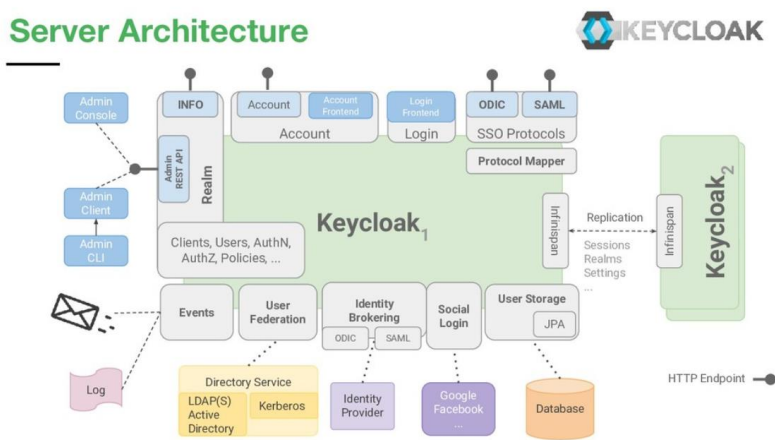 Server Architecture
KEYCLOAK
Admin
Console
INFO
Account
Account
Frontend
Account
Login
Frontend
Login
ODIC
SAML
SSO Protocols
Protocol Mapper
Admin
REST API
Realm
Admin
Client
Admin
CLI
Clients, Users, AuthN,
AuthZ, Policies, ...
Keycloak1
Infinispan
Replication
Sessions
Realms
Settings
...
Infinispan
Keycloak2
Events
User
Federation
Identity
Brokering
ODIC
SAML
Social
Login
User Storage
JPA
Log
Directory Service
LDAP(S)
Active
Directory
Kerberos
Identity
Provider
Google
Facebook
...
Database
HTTP Endpoint